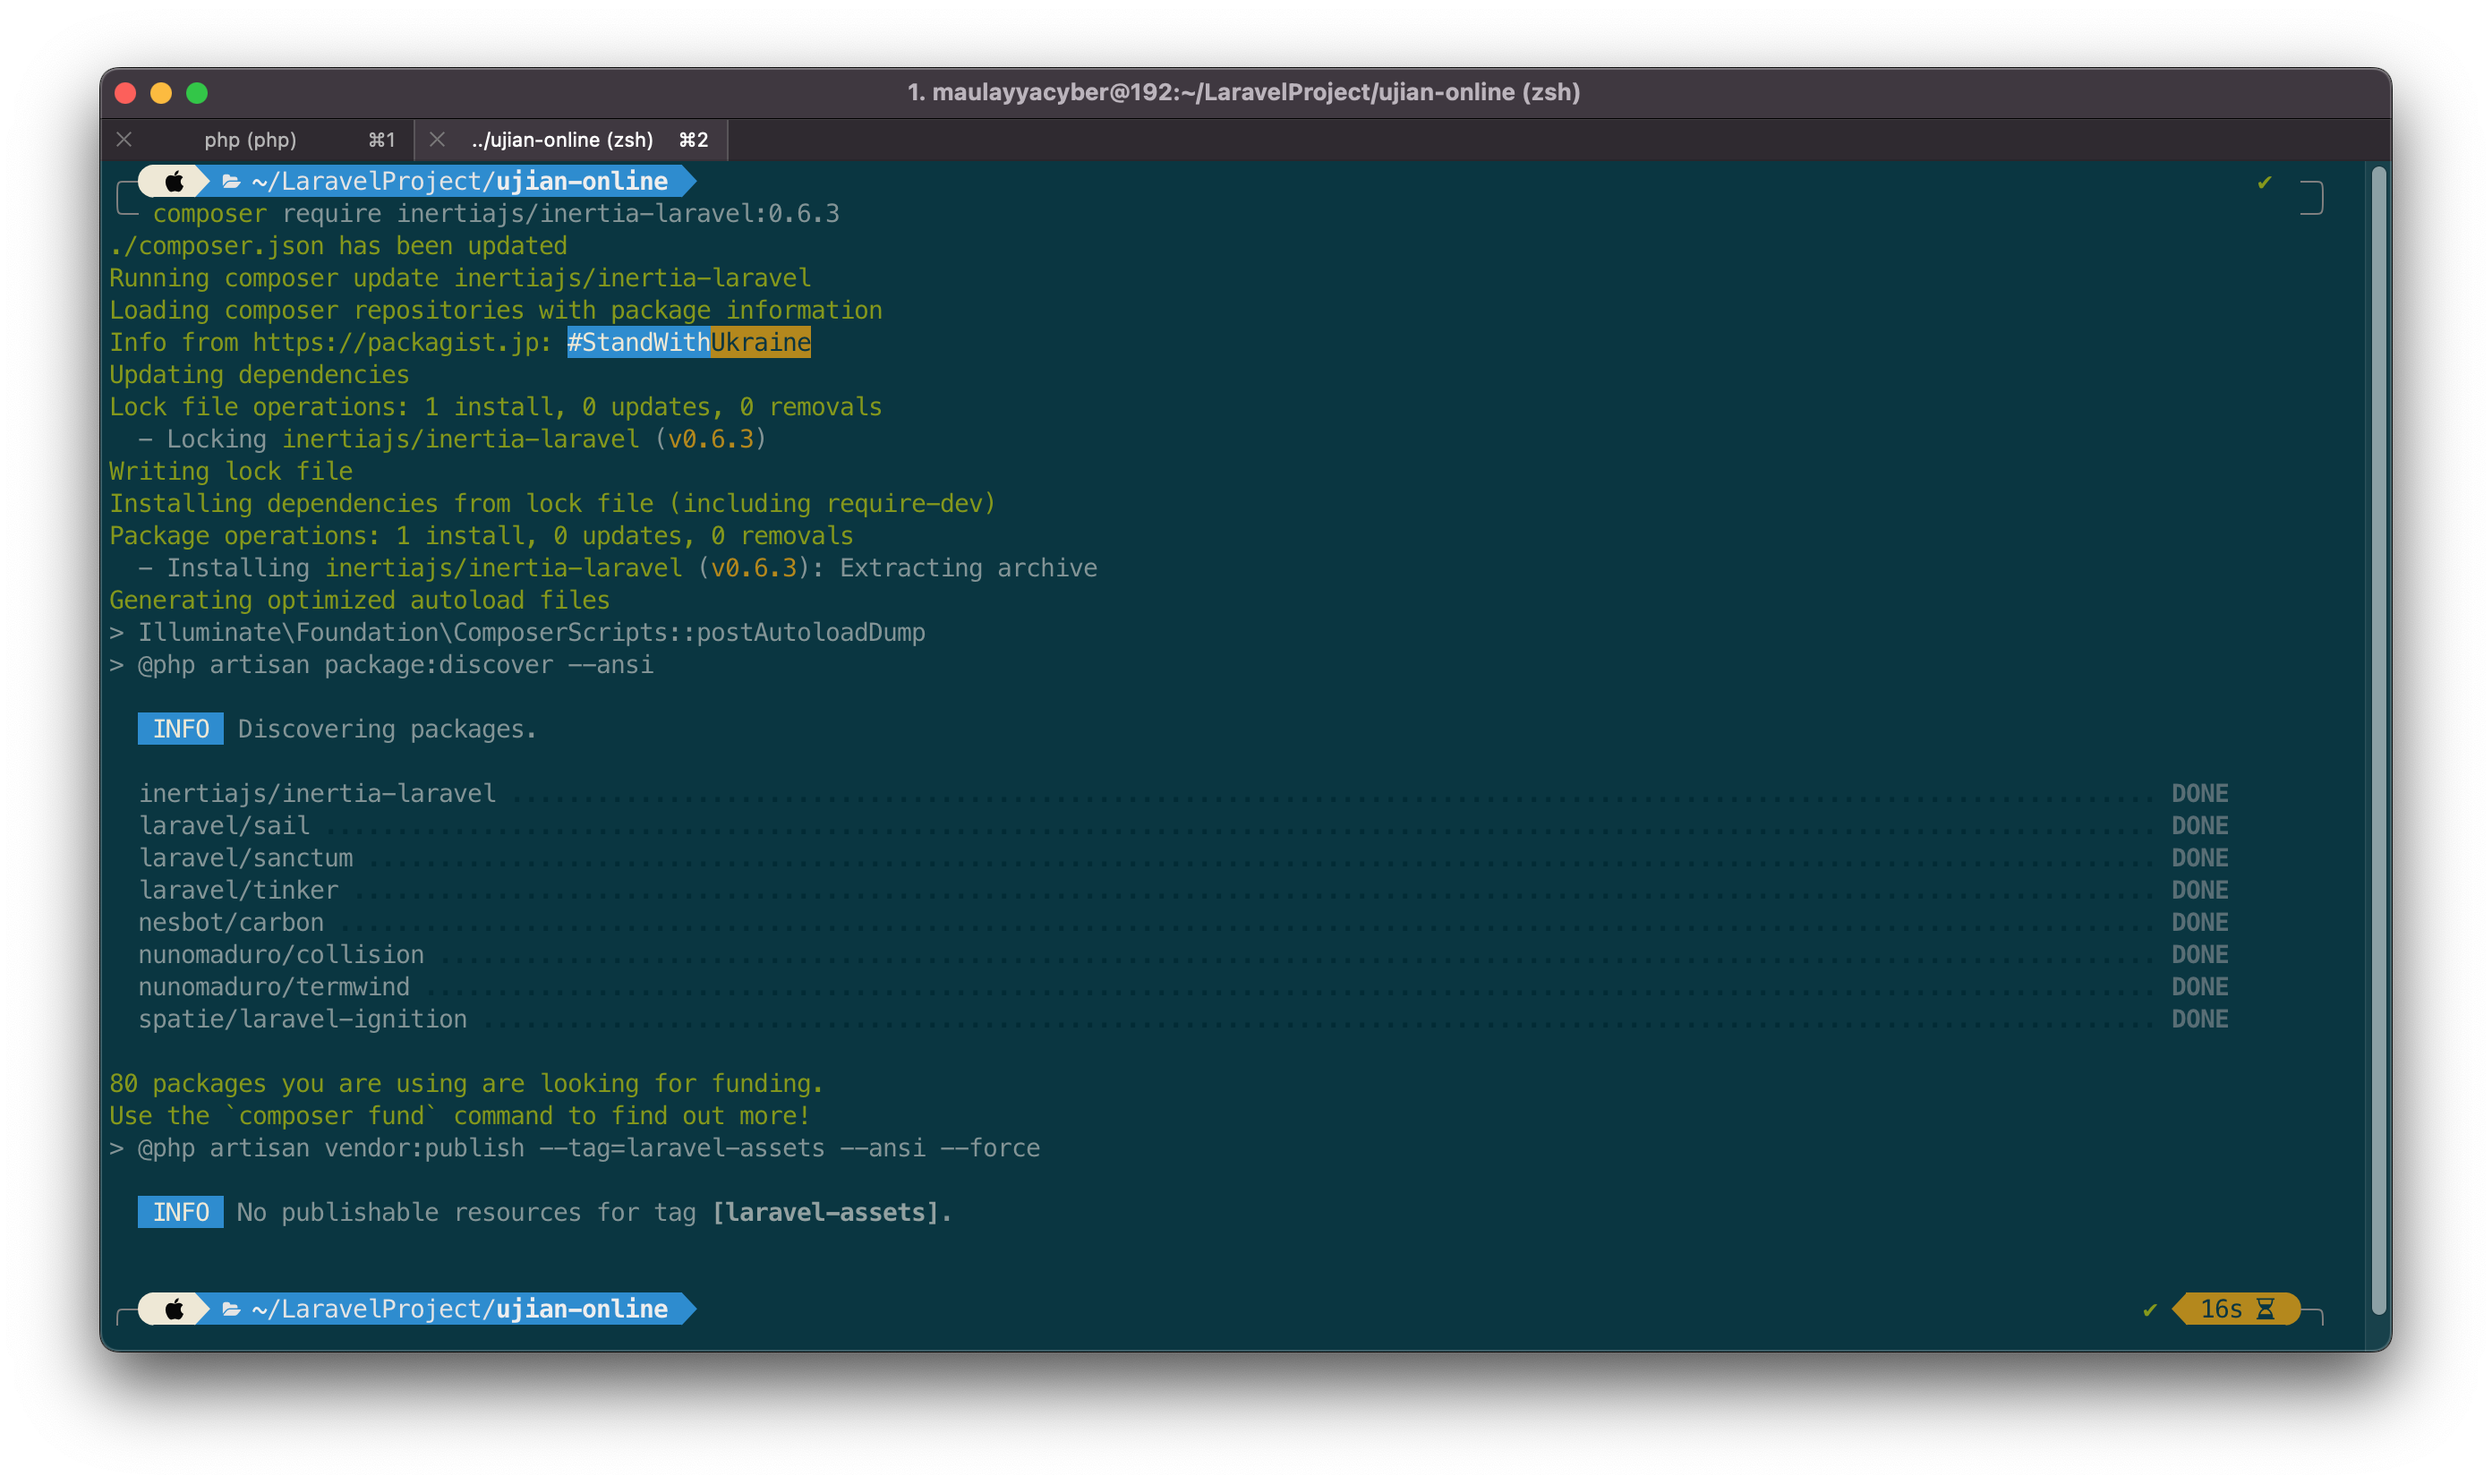 1. maulayyacyber@192:~/LaravelProject/ujian-online (zsh)
php (php) ⌘1 ../ujian-online (zsh) ⌘2
~/LaravelProject/ujian-online ✔
composer require inertiajs/inertia-laravel:0.6.3
./composer.json has been updated
Running composer update inertiajs/inertia-laravel
Loading composer repositories with package information
Info from https://packagist.jp: #StandWithUkraine
Updating dependencies
Lock file operations: 1 install, 0 updates, 0 removals
  - Locking inertiajs/inertia-laravel (v0.6.3)
Writing lock file
Installing dependencies from lock file (including require-dev)
Package operations: 1 install, 0 updates, 0 removals
  - Installing inertiajs/inertia-laravel (v0.6.3): Extracting archive
Generating optimized autoload files
> Illuminate\Foundation\ComposerScripts::postAutoloadDump
> @php artisan package:discover --ansi
INFO Discovering packages.
inertiajs/inertia-laravel DONE
laravel/sail DONE
laravel/sanctum DONE
laravel/tinker DONE
nesbot/carbon DONE
nunomaduro/collision DONE
nunomaduro/termwind DONE
spatie/laravel-ignition DONE
80 packages you are using are looking for funding.
Use the `composer fund` command to find out more!
> @php artisan vendor:publish --tag=laravel-assets --ansi --force
INFO No publishable resources for tag [laravel-assets].
~/LaravelProject/ujian-online ✔ 16s